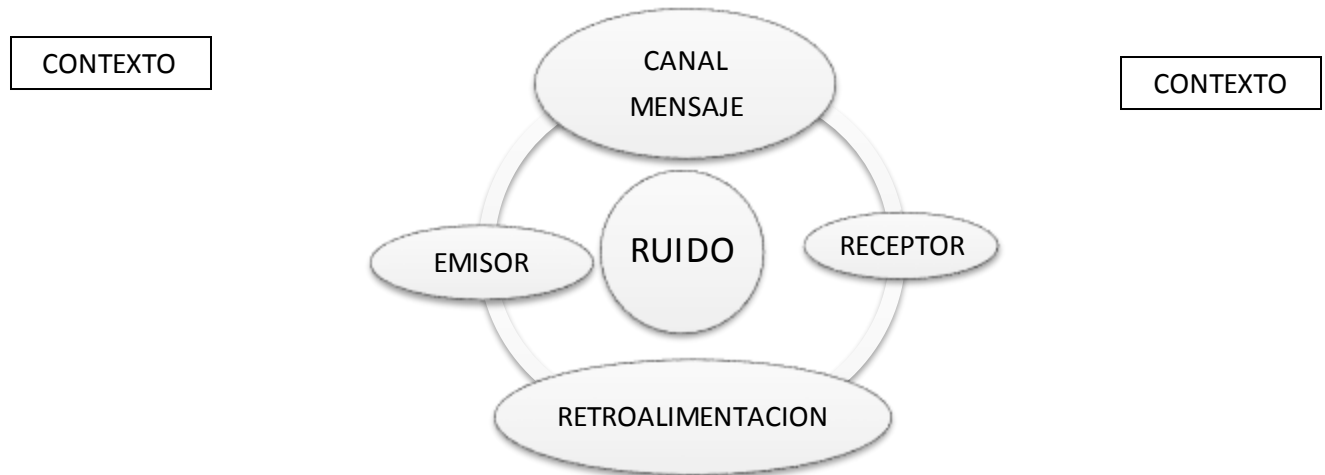 CONTEXTO
CANAL
MENSAJE
CONTEXTO
EMISOR
RUIDO
RECEPTOR
RETROALIMENTACION